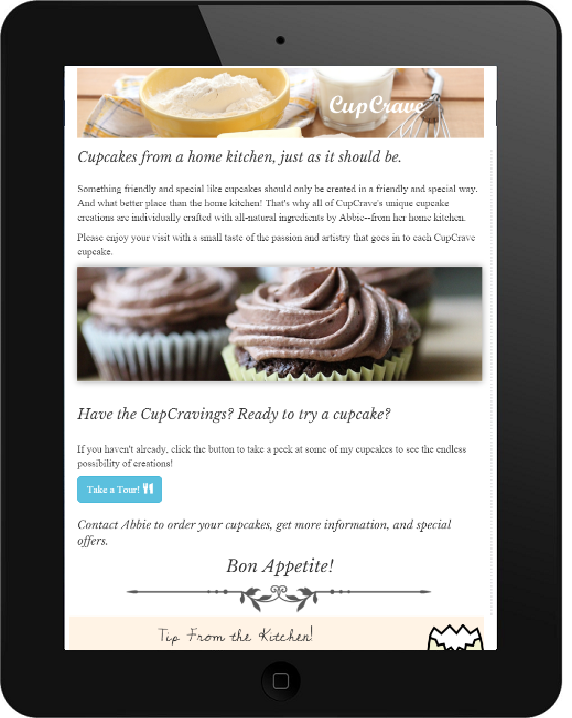 CupCrave
Cupcakes from a home kitchen, just as it should be.
Something friendly and special like cupcakes should only be created in a friendly and special way.
And what better place than the home kitchen! That's why all of CupCrave's unique cupcake
creations are individually crafted with all-natural ingredients by Abbie--from her home kitchen.
Please enjoy your visit with a small taste of the passion and artistry that goes in to each CupCrave
cupcake.
Have the CupCravings? Ready to try a cupcake?
If you haven't already, click the button to take a peek at some of my cupcakes to see the endless
possibility of creations!
Take a Tour!
Contact Abbie to order your cupcakes, get more information, and special
offers.
Bon Appetite!
Tip From the Kitchen!